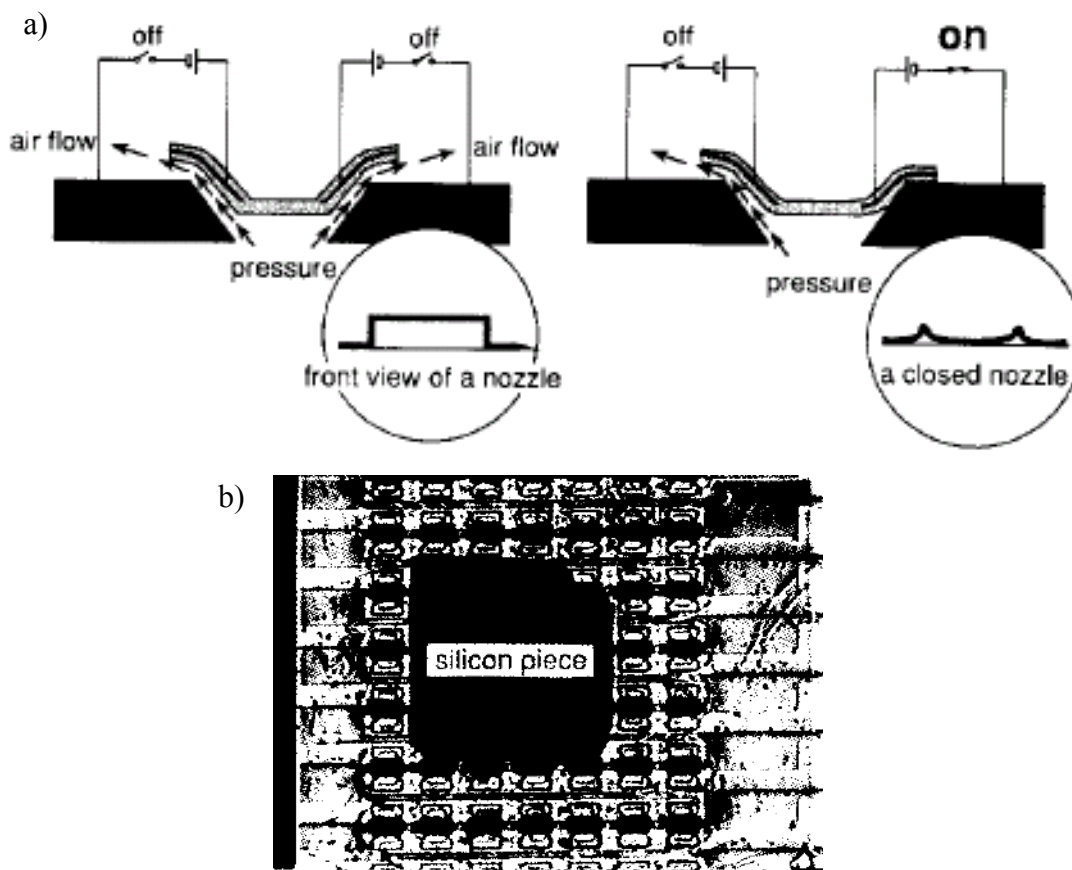 a)
off
off
air flow
air flow
pressure
front view of a nozzle
off
on
pressure
a closed nozzle
b)
silicon piece